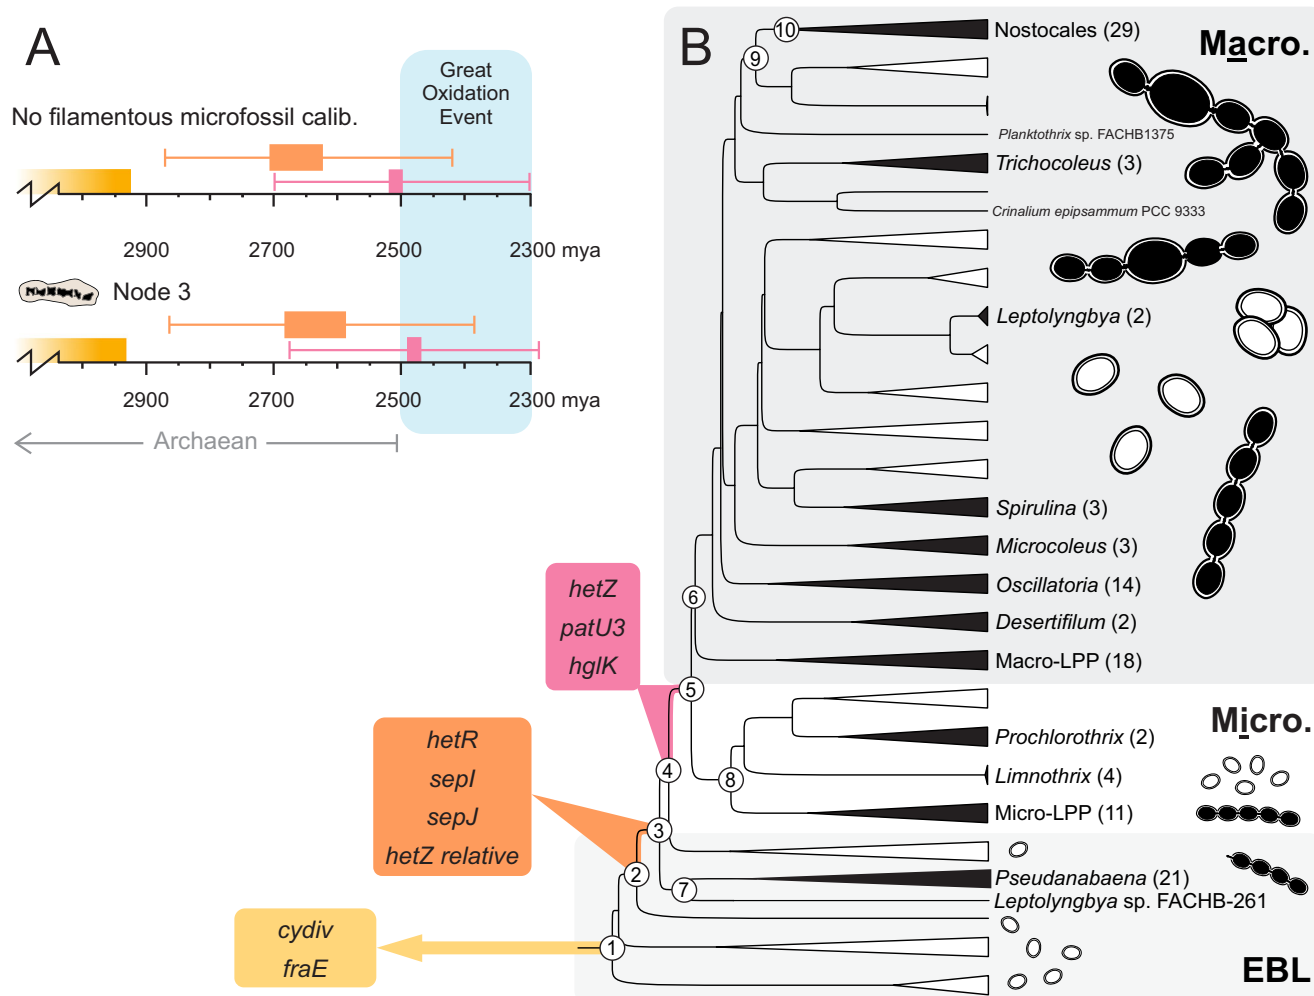 A
Great
Oxidation
Event
No filamentous microfossil calib.
2900
2700
2500
2300 mya
Node 3
2900
2700
2500
2300 mya
Archaean
B
Macro.
10
Nostocales (29)
9
Planktothrix sp. FACHB1375
Trichocoleus (3)
Crinalium epipsammum PCC 9333
Leptolyngbya (2)
Spirulina (3)
Microcoleus (3)
Oscillatoria (14)
6
Desertifilum (2)
Macro-LPP (18)
hetZ
patU3
hglK
5
Micro.
Prochlorothrix (2)
4
8
Limnothrix (4)
Micro-LPP (11)
hetR
sepI
sepJ
hetZ relative
3
2
7
Pseudanabaena (21)
Leptolyngbya sp. FACHB-261
cydiv
fraE
1
EBL